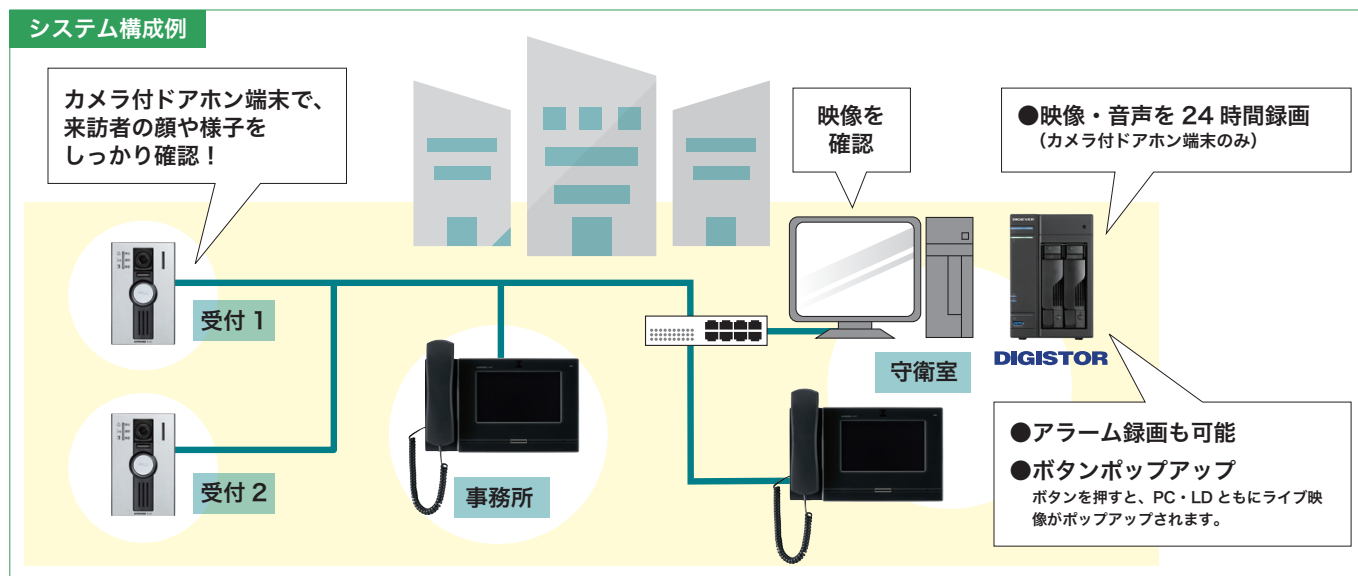 システム構成例
カメラ付ドアホン端末で、
来訪者の顔や様子を
しっかり確認！
映像を
確認
●映像・音声を 24 時間録画
（カメラ付ドアホン端末のみ）
受付 1
受付 2
事務所
守衛室
DIGISTOR
●アラーム録画も可能
●ボタンポップアップ
ボタンを押すと、PC・LD ともにライブ映
像がポップアップされます。